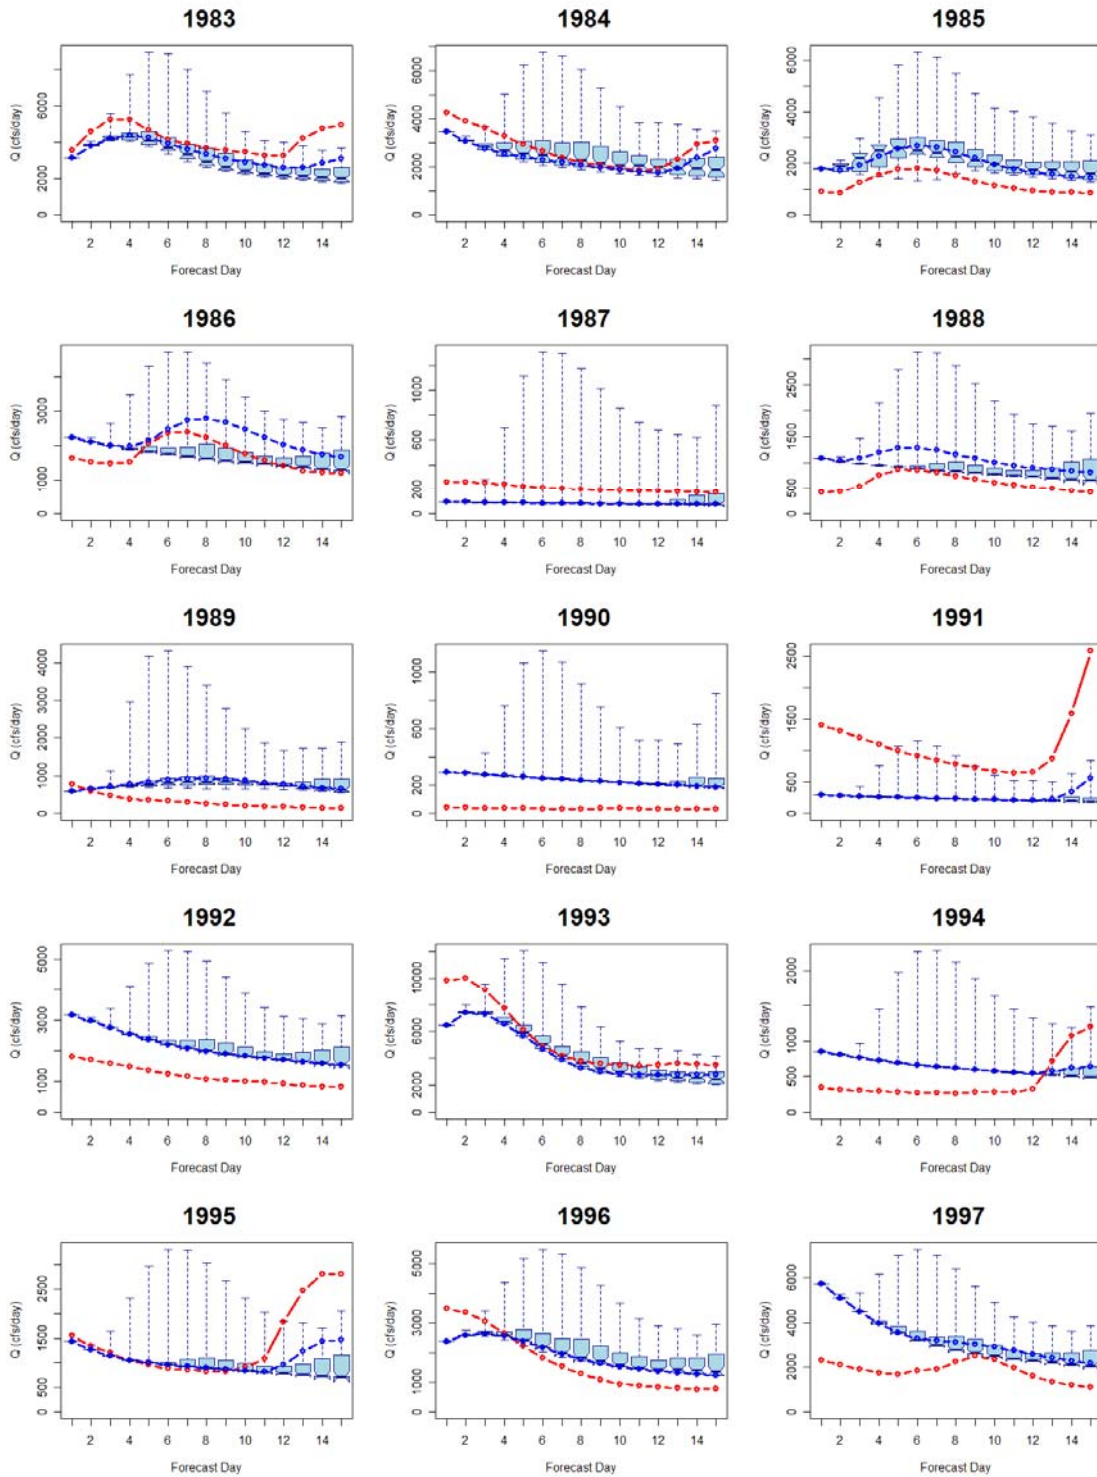 1983
Q (cfs/day)
0 2000 6000
2 4 6 8 10 12 14
Forecast Day
1984
Q (cfs/day)
0 2000 4000 6000
2 4 6 8 10 12 14
Forecast Day
1985
Q (cfs/day)
0 2000 4000 6000
2 4 6 8 10 12 14
Forecast Day
1986
Q (cfs/day)
0 1000 3000
2 4 6 8 10 12 14
Forecast Day
1987
Q (cfs/day)
0 200 600 1000
2 4 6 8 10 12 14
Forecast Day
1988
Q (cfs/day)
0 500 1500 2500
2 4 6 8 10 12 14
Forecast Day
1989
Q (cfs/day)
0 1000 2000 3000 4000
2 4 6 8 10 12 14
Forecast Day
1990
Q (cfs/day)
0 200 600 1000
2 4 6 8 10 12 14
Forecast Day
1991
Q (cfs/day)
0 500 1500 2500
2 4 6 8 10 12 14
Forecast Day
1992
Q (cfs/day)
0 1000 3000 5000
2 4 6 8 10 12 14
Forecast Day
1993
Q (cfs/day)
0 2000 6000 10000
2 4 6 8 10 12 14
Forecast Day
1994
Q (cfs/day)
0 500 1000 2000
2 4 6 8 10 12 14
Forecast Day
1995
Q (cfs/day)
0 500 1500 2500
2 4 6 8 10 12 14
Forecast Day
1996
Q (cfs/day)
0 1000 3000 5000
2 4 6 8 10 12 14
Forecast Day
1997
Q (cfs/day)
0 2000 4000 6000
2 4 6 8 10 12 14
Forecast Day